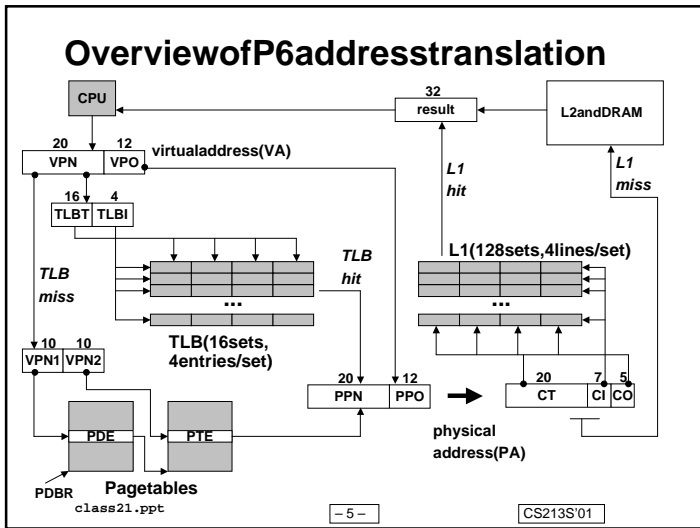 OverviewofP6addresstranslation
CPU
32
result
L2andDRAM
20 12
VPN VPO
virtualaddress(VA)
L1
hit
L1
miss
16 4
TLBT TLBI
TLB
miss
TLB
hit
L1(128sets,4lines/set)
...
...
TLB(16sets,
4entries/set)
10 10
VPN1 VPN2
20 12
PPN PPO
20 7 5
CT CI CO
physical
address(PA)
PDE
PTE
PDBR
Pagetables
class21.ppt
– 5 –
CS213S'01